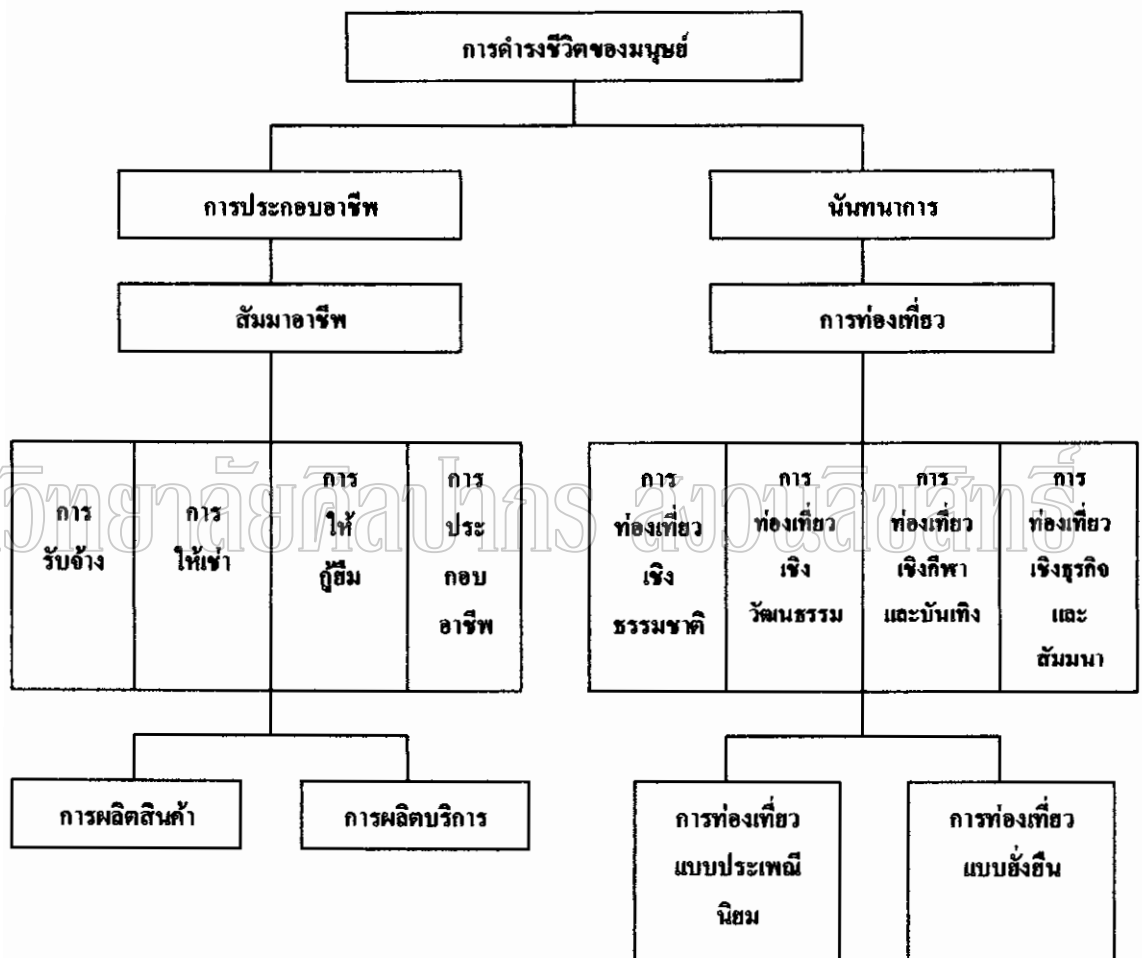 การดำรงชีวิตของมนุษย์
การประกอบอาชีพ
นันทนาการ
สัมมาอาชีพ
การท่องเที่ยว
การ
รับจ้าง
การ
ให้เช่า
การ
ให้
กู้ยืม
การ
ประ
กอบ
อาชีพ
การ
ท่องเที่ยว
เชิง
ธรรมชาติ
การ
ท่องเที่ยว
เชิง
วัฒนธรรม
การ
ท่องเที่ยว
เชิงกีฬา
และบันเทิง
การ
ท่องเที่ยว
เชิงธุรกิจ
และ
สัมมนา
วิทยาลัยศิลปากร สงวนลิขสิทธิ์
การผลิตสินค้า
การผลิตบริการ
การท่องเที่ยว
แบบประเพณี
นิยม
การท่องเที่ยว
แบบยั่งยืน